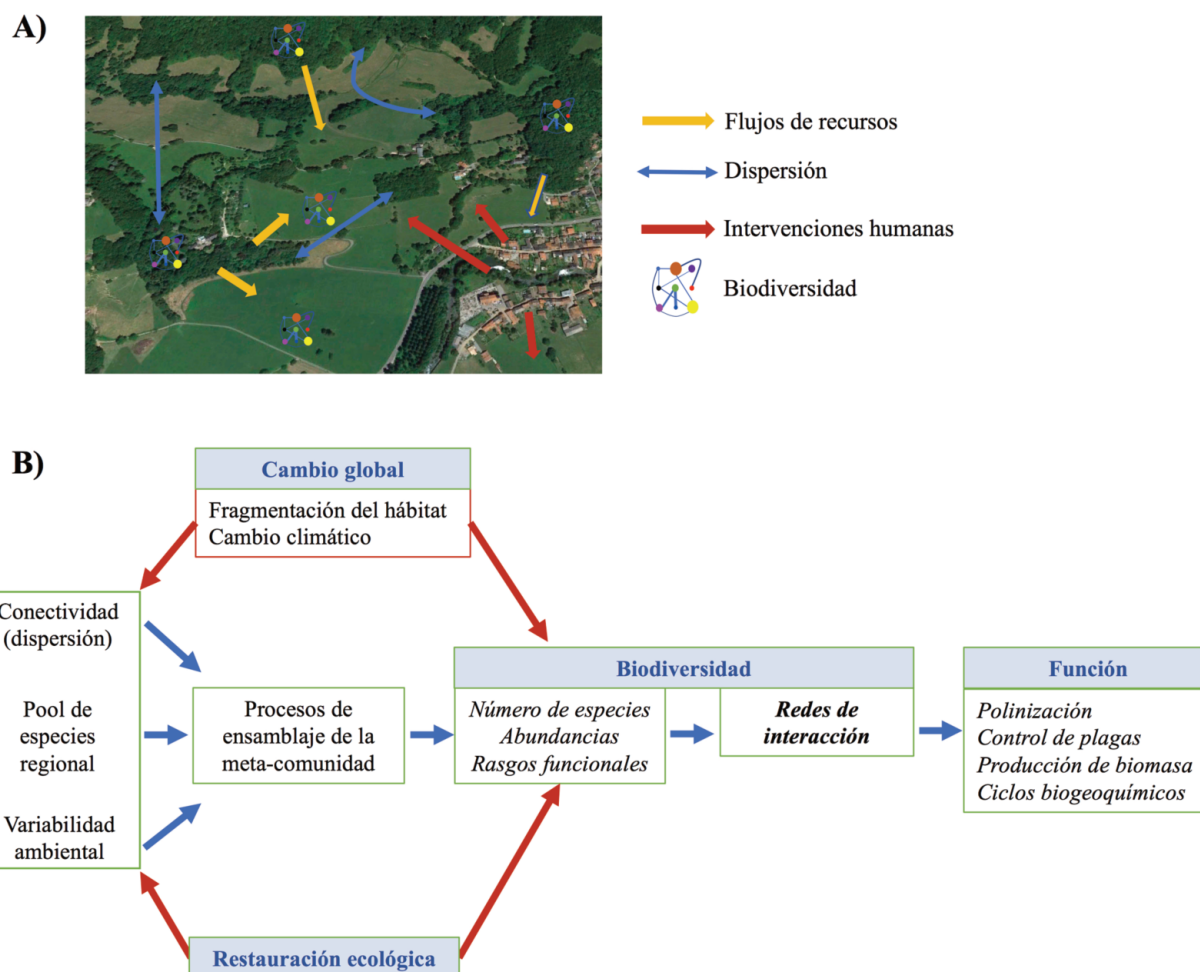 A)
Flujos de recursos
Dispersión
Intervenciones humanas
Biodiversidad
B)
Cambio global
Fragmentación del hábitat
Cambio climático
Conectividad
(dispersión)
Pool de
especies
regional
Variabilidad
ambiental
Procesos de
ensamblaje de la
meta-comunidad
Biodiversidad
Número de especies
Abundancias
Rasgos funcionales
Redes de
interacción
Función
Polinización
Control de plagas
Producción de biomasa
Ciclos biogeoquímicos
Restauración ecológica